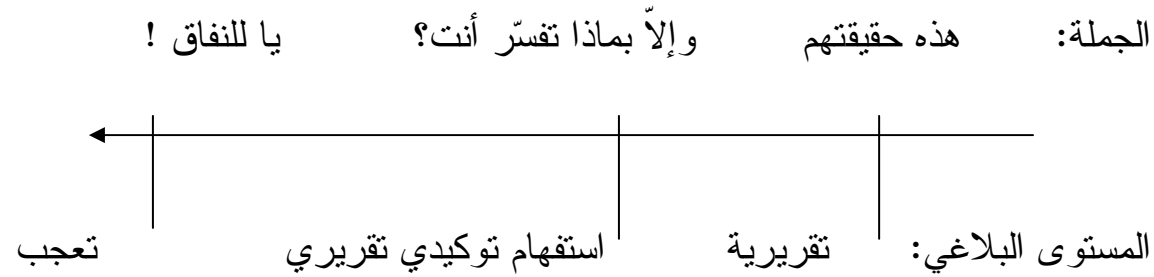 الجملة: هذه حقيقتهم وإلاّ بماذا تفسّر أنت؟ يا للنفاق !
المستوى البلاغي: تقريرية استفهام توكيدي تقريري تعجب